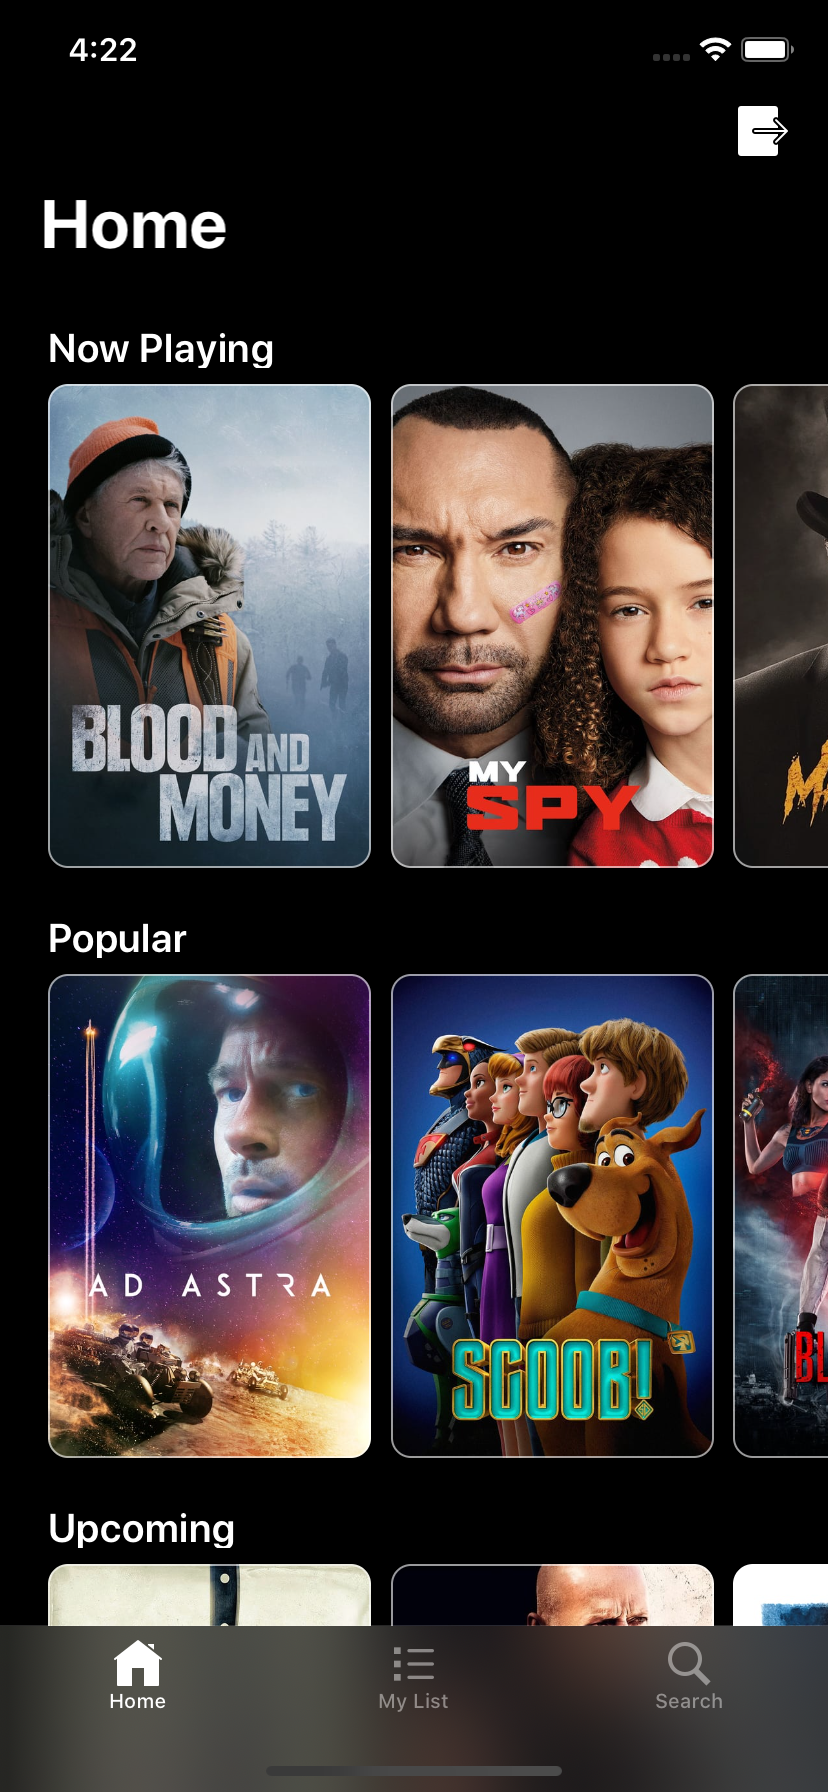 4:22
Home
Now Playing
BLOOD AND
MONEY
MY
SPY
Popular
AD ASTRA
SCOOB!
BL
Upcoming
Home
My List
Search